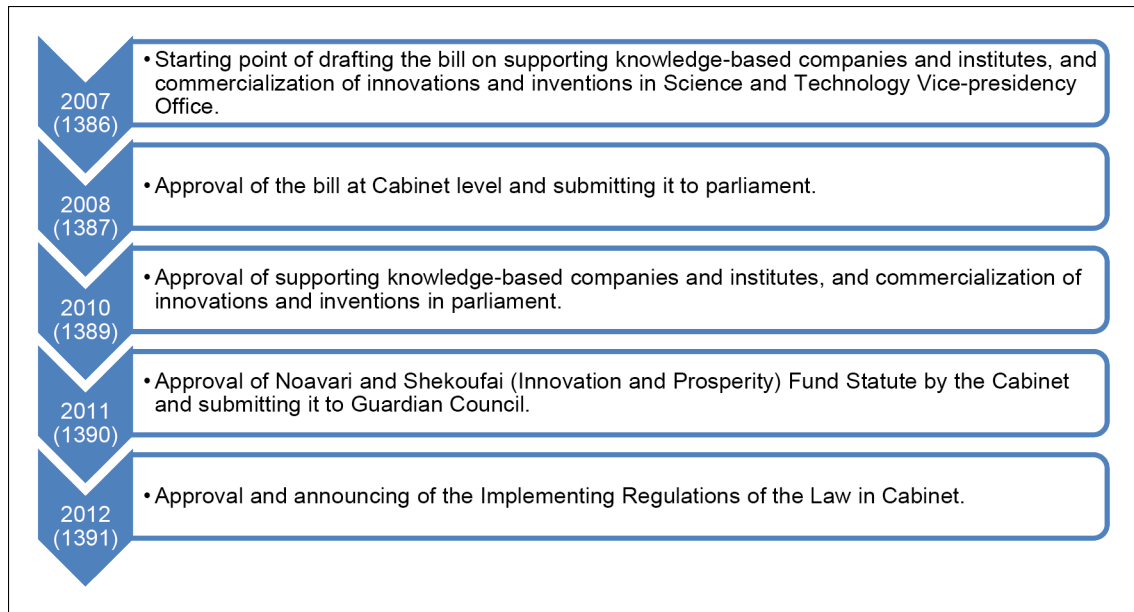 2007
(1386)
•Starting point of drafting the bill on supporting knowledge-based companies and institutes, and
commercialization of innovations and inventions in Science and Technology Vice-presidency
Office.
2008
(1387)
•Approval of the bill at Cabinet level and submitting it to parliament.
2010
(1389)
•Approval of supporting knowledge-based companies and institutes, and commercialization of
innovations and inventions in parliament.
2011
(1390)
•Approval of Noavari and Shekoufai (Innovation and Prosperity) Fund Statute by the Cabinet
and submitting it to Guardian Council.
2012
(1391)
•Approval and announcing of the Implementing Regulations of the Law in Cabinet.